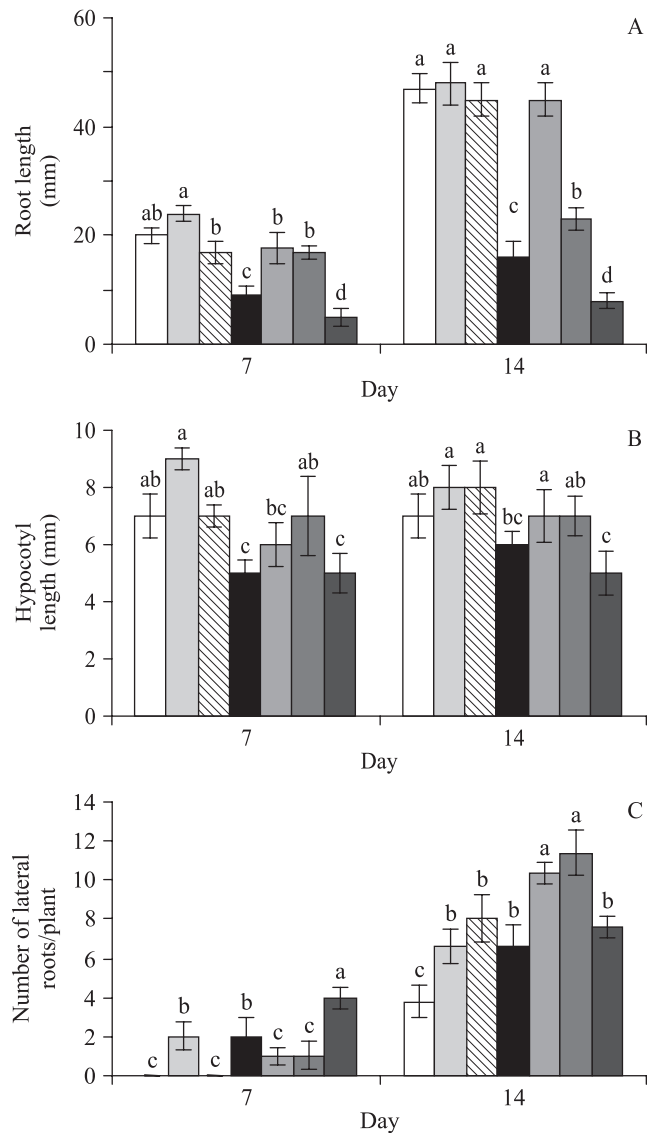 A
60
40
20
0
Root length
(mm)
ab a b c b b d
a a a c a b d
7 14
Day
B
10
8
6
4
2
0
Hypocotyl
length (mm)
ab a ab c bc ab c
ab a a bc a ab c
7 14
Day
C
14
12
10
8
6
4
2
0
Number of lateral
roots/plant
c b c b c c a
c b b b a a b
7 14
Day